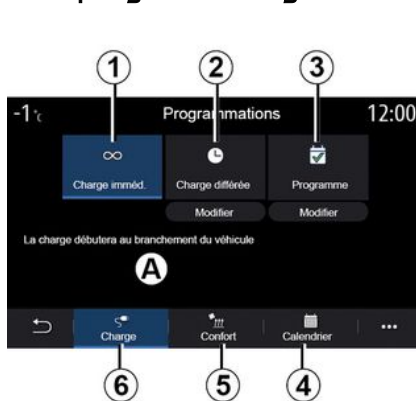 1 2 3
-1°c Programmations 12:00
Charge imméd. Charge différée Programme
Modifier Modifier
La charge débutera au branchement du véhicule
A
Charge Confort Calendrier
6 5 4